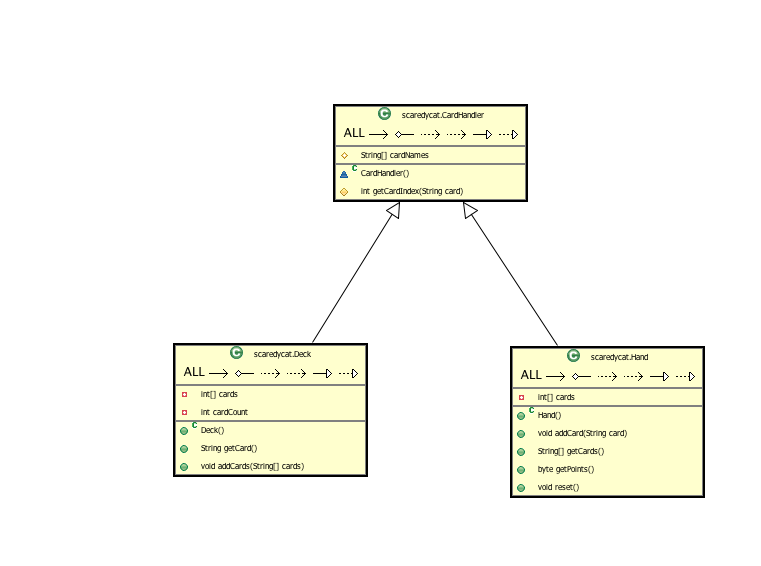 C scaredycat.CardHandler
ALL
String[] cardNames
C CardHandler()
int getCardIndex(String card)
C scaredycat.Deck
ALL
int[] cards
int cardCount
C Deck()
String getCard()
void addCards(String[] cards)
C scaredycat.Hand
ALL
int[] cards
C Hand()
void addCard(String card)
String[] getCards()
byte getPoints()
void reset()